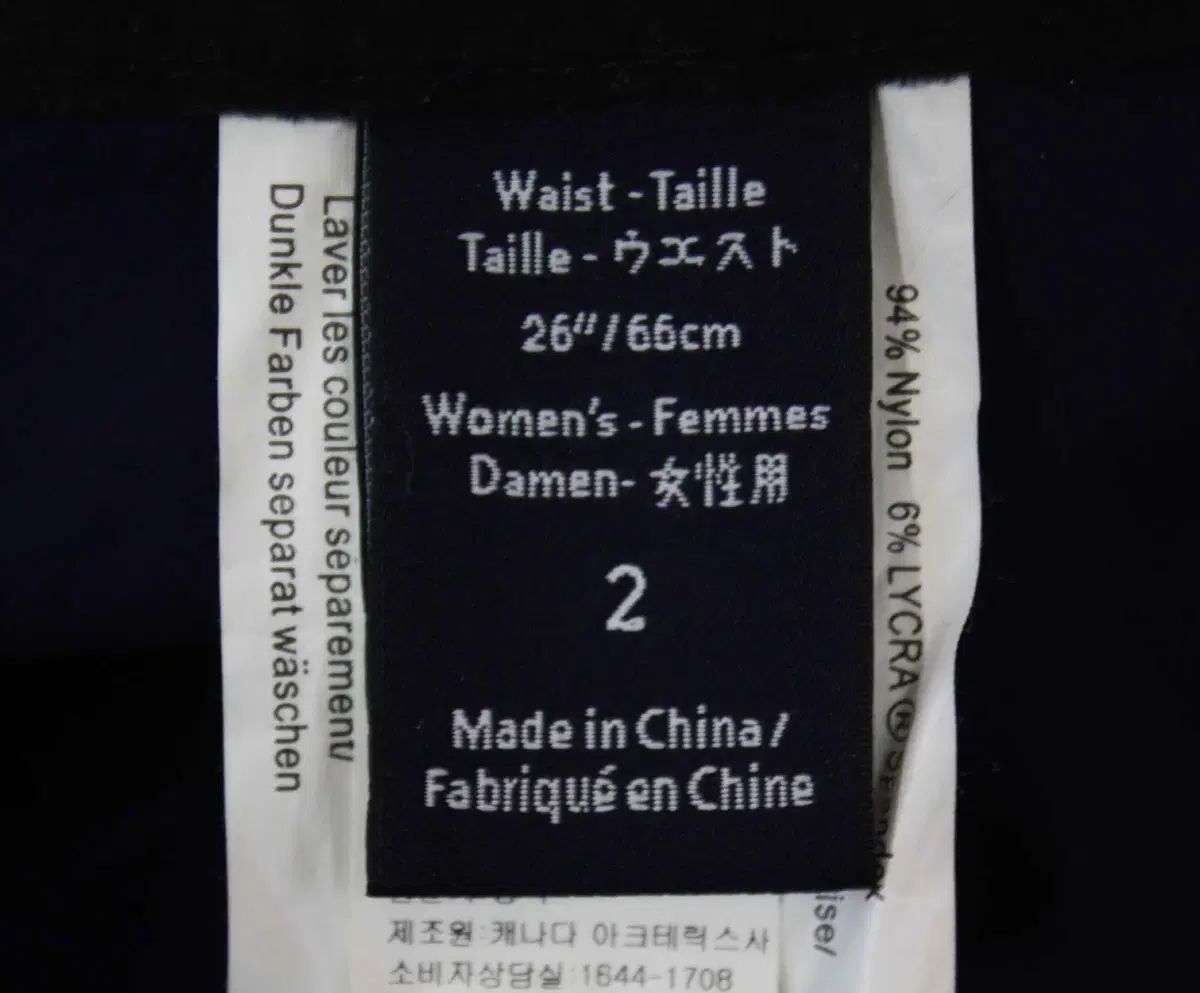 Waist - Taille
Taille - ウエスト
26"/66cm
Women's - Femmes
Damen- 女性用
2
Made in China/
Fabriqué en Chine
Laver les couleur séparement/
Dunkle Farben separat wäschen
94% Nylon 6% LYCRA®
ise/
제조원:캐나다 아크테릭스사
소비자상담실:1644-1708